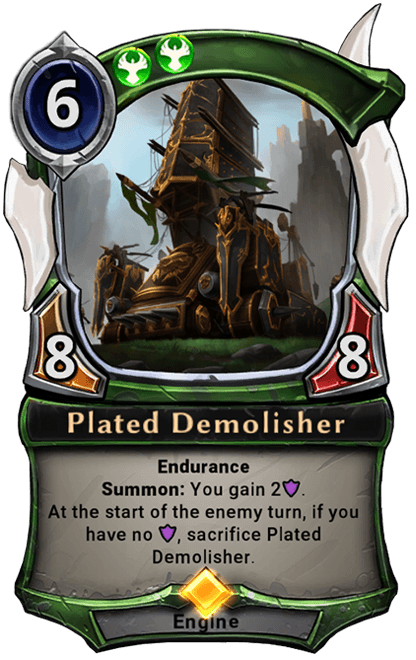 6
8
8
Plated Demolisher
Endurance
Summon: You gain 2.
At the start of the enemy turn, if you
have no , sacrifice Plated
Demolisher.
Engine